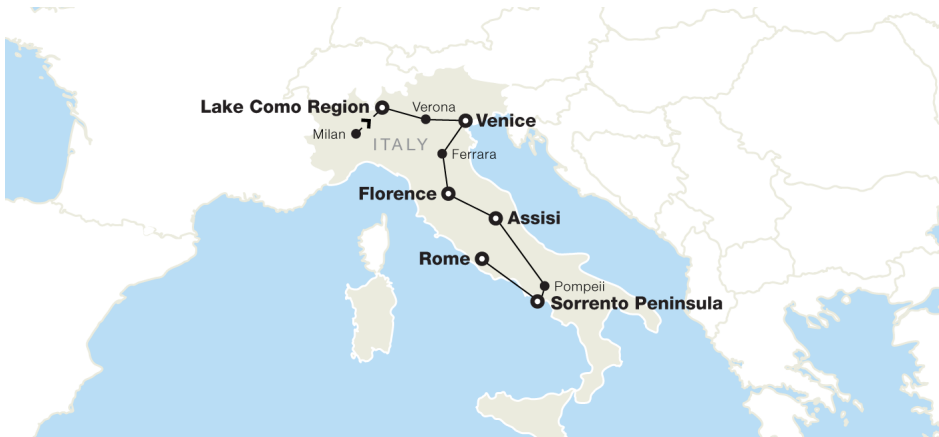 Lake Como Region
Verona
Venice
Milan
ITALY
Ferrara
Florence
Assisi
Rome
Pompeii
Sorrento Peninsula